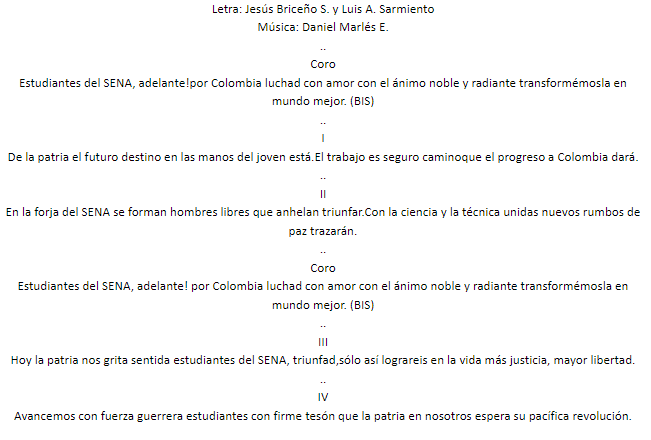 Letra: Jesús Briceño S. y Luis A. Sarmiento
Música: Daniel Marlés E.
..
Coro
Estudiantes del SENA, adelante!por Colombia luchad con amor con el ánimo noble y radiante transformémosla en
mundo mejor. (BIS)
..
I
De la patria el futuro destino en las manos del joven está.El trabajo es seguro caminoque el progreso a Colombia dará.
..
II
En la forja del SENA se forman hombres libres que anhelan triunfar.Con la ciencia y la técnica unidas nuevos rumbos de
paz trazarán.
..
Coro
Estudiantes del SENA, adelante! por Colombia luchad con amor con el ánimo noble y radiante transformémosla en
mundo mejor. (BIS)
..
III
Hoy la patria nos grita sentida estudiantes del SENA, triunfad,sólo así lograreis en la vida más justicia, mayor libertad.
..
IV
Avancemos con fuerza guerrera estudiantes con firme tesón que la patria en nosotros espera su pacífica revolución.